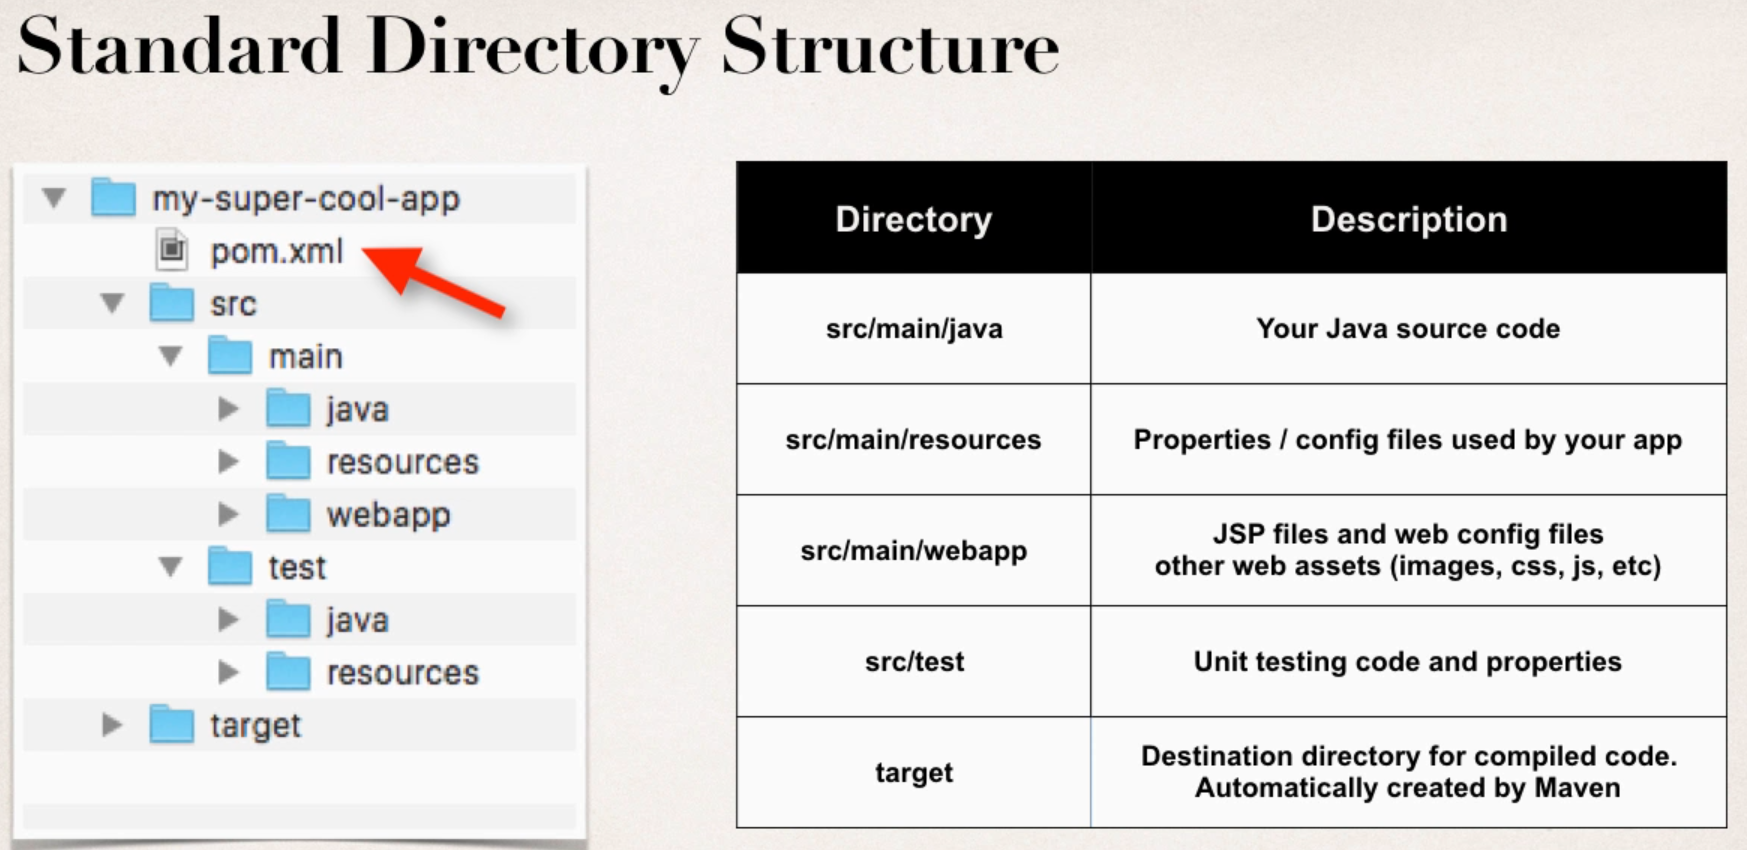 Standard Directory Structure
my-super-cool-app
pom.xml
src
main
java
resources
webapp
test
java
resources
target
Directory Description
src/main/java Your Java source code
src/main/resources Properties / config files used by your app
src/main/webapp JSP files and web config files
other web assets (images, css, js, etc)
src/test Unit testing code and properties
target Destination directory for compiled code.
Automatically created by Maven